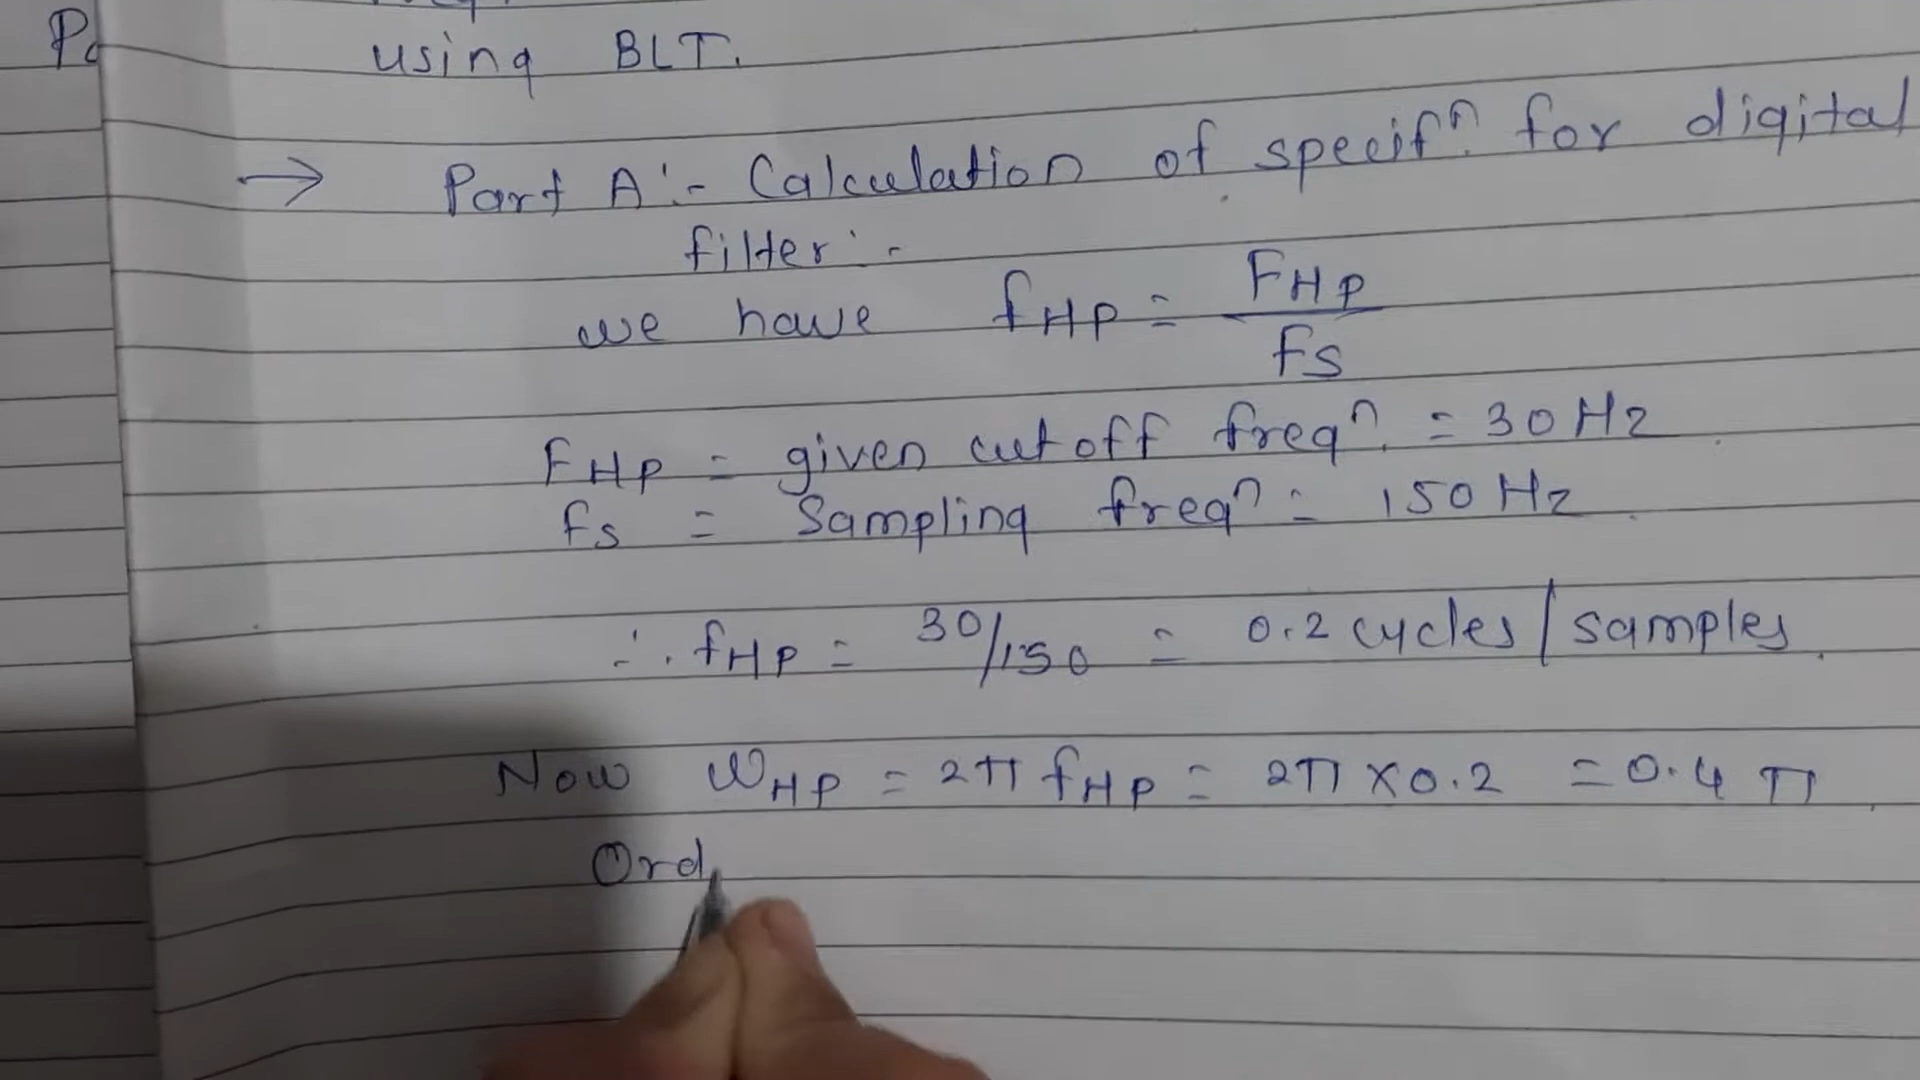 using BLT.
→ Part A :- Calculation of specifⁿ. for digital
filter :-
we have fHP = FHP / Fs
FHP = given cut off freqⁿ. = 30 Hz
Fs = Sampling freqⁿ = 150 Hz
∴ fHP = 30/150 = 0.2 cycles/samples.
Now ωHP = 2π fHP = 2π × 0.2 = 0.4 π.
Ord